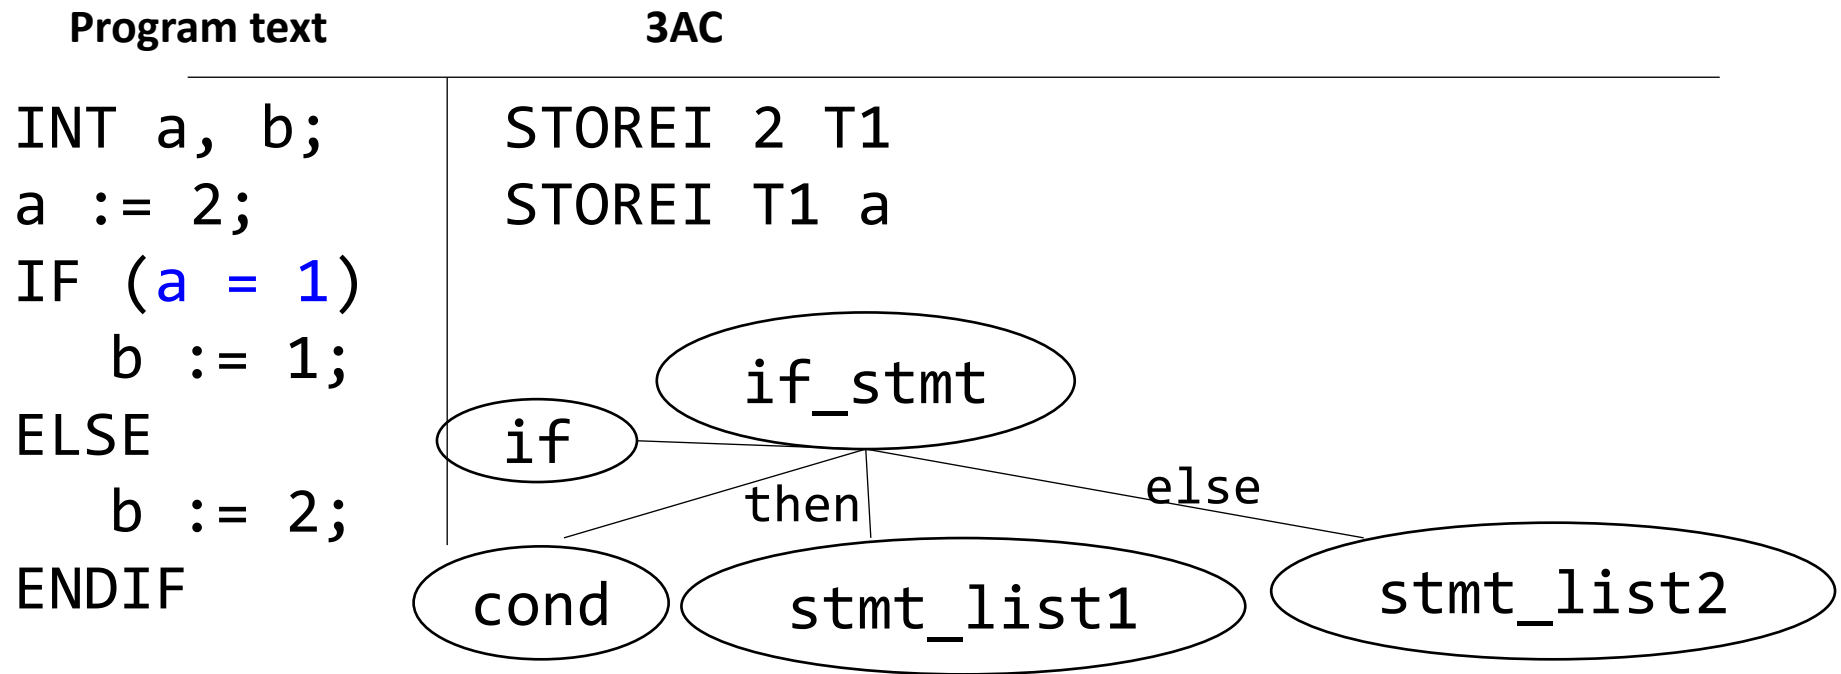 Program text
3AC
INT a, b;
a := 2;
IF (a = 1)
b := 1;
ELSE
b := 2;
ENDIF
STOREI 2 T1
STOREI T1 a
if_stmt
if
then
else
cond
stmt_list1
stmt_list2